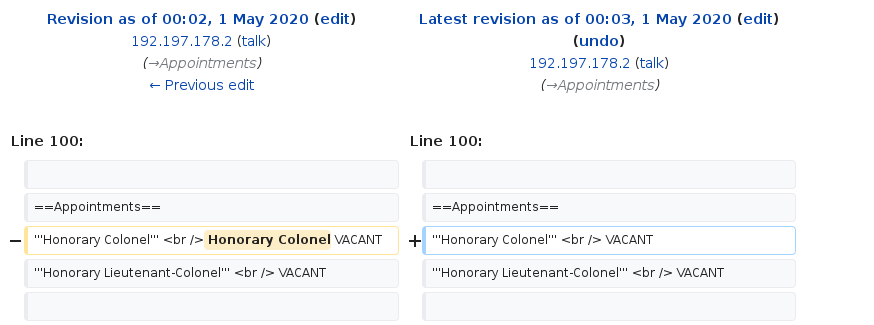 Revision as of 00:02, 1 May 2020 (edit)
192.197.178.2 (talk)
(→Appointments)
← Previous edit
Latest revision as of 00:03, 1 May 2020 (edit)
(undo)
192.197.178.2 (talk)
(→Appointments)
Line 100:
Line 100:
==Appointments==
==Appointments==
− '''Honorary Colonel''' <br /> Honorary Colonel VACANT
+ '''Honorary Colonel''' <br /> VACANT
'''Honorary Lieutenant-Colonel''' <br /> VACANT
'''Honorary Lieutenant-Colonel''' <br /> VACANT